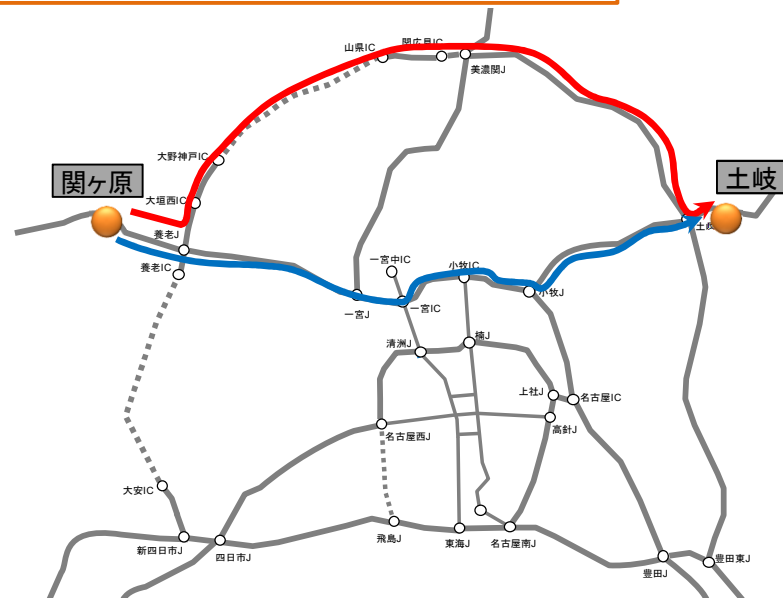 山県IC
関広見IC
美濃関J
大野神戸IC
関ヶ原
土岐
大垣西IC
養老J
養老IC
一宮中IC
小牧IC
小牧J
一宮J
一宮IC
清洲J
楠J
上社J
名古屋IC
高針J
名古屋西J
大安IC
新四日市J
四日市J
飛島J
東海J
名古屋南J
豊田J
豊田東J